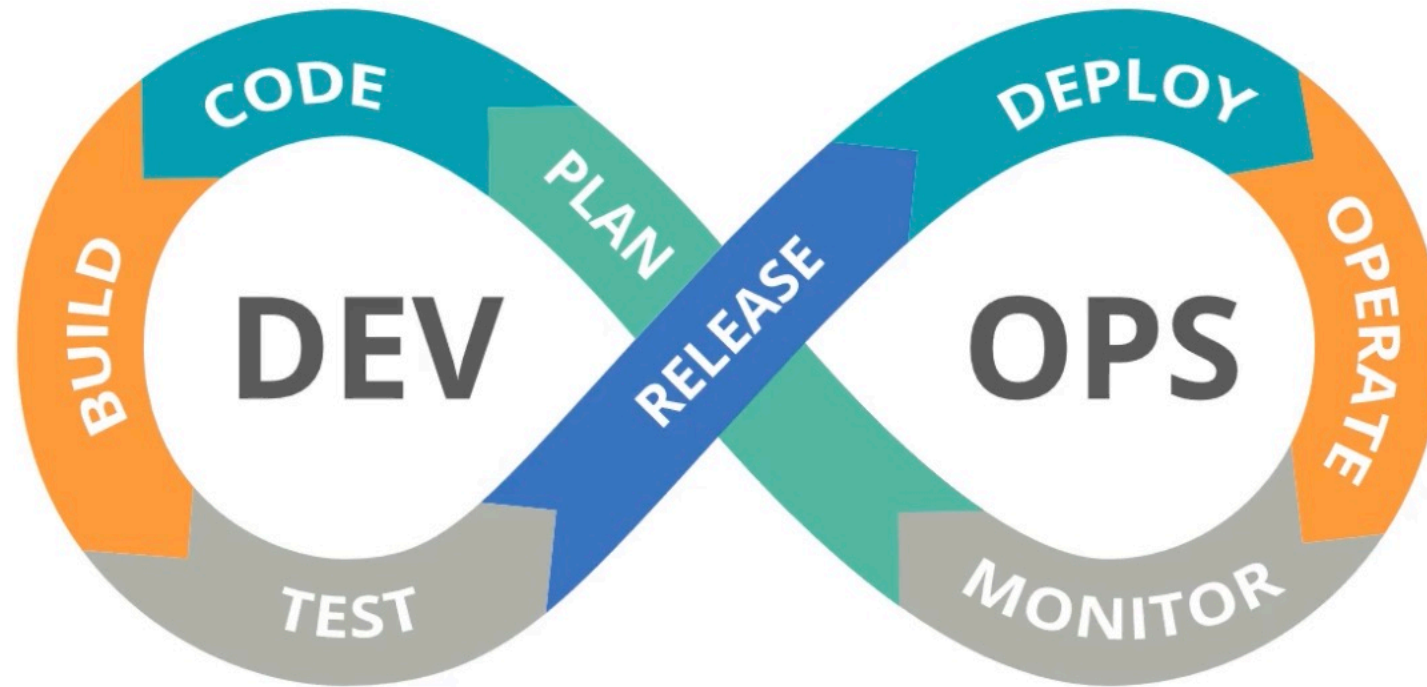 CODE
PLAN
BUILD
DEV
TEST
RELEASE
DEPLOY
OPS
OPERATE
MONITOR